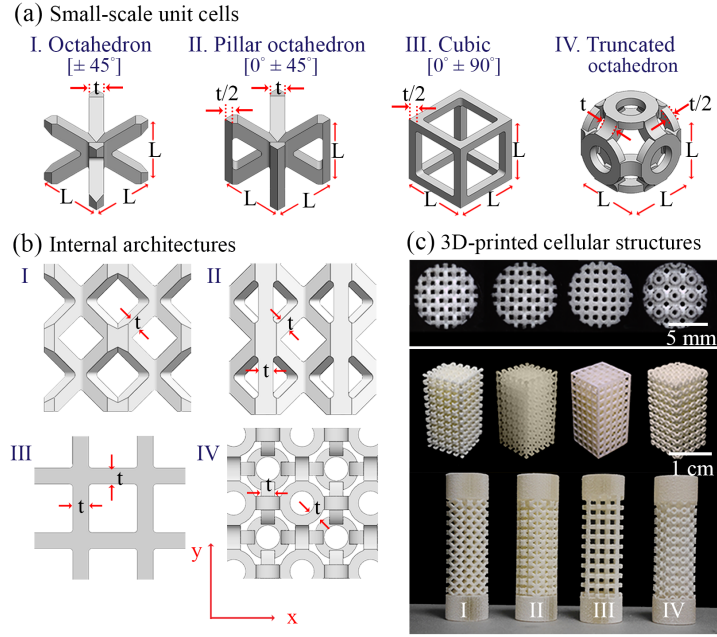 (a) Small-scale unit cells
I. Octahedron
[± 45°]
II. Pillar octahedron
[0° ± 45°]
III. Cubic
[0° ± 90°]
IV. Truncated
octahedron
t
L
L
L
t/2
t
L
L
L
t/2
L
L
L
t
t/2
L
L
L
(b) Internal architectures
I
t
II
t
t
III
t
t
IV
t
t
y
x
(c) 3D-printed cellular structures
5 mm
1 cm
I
II
III
IV